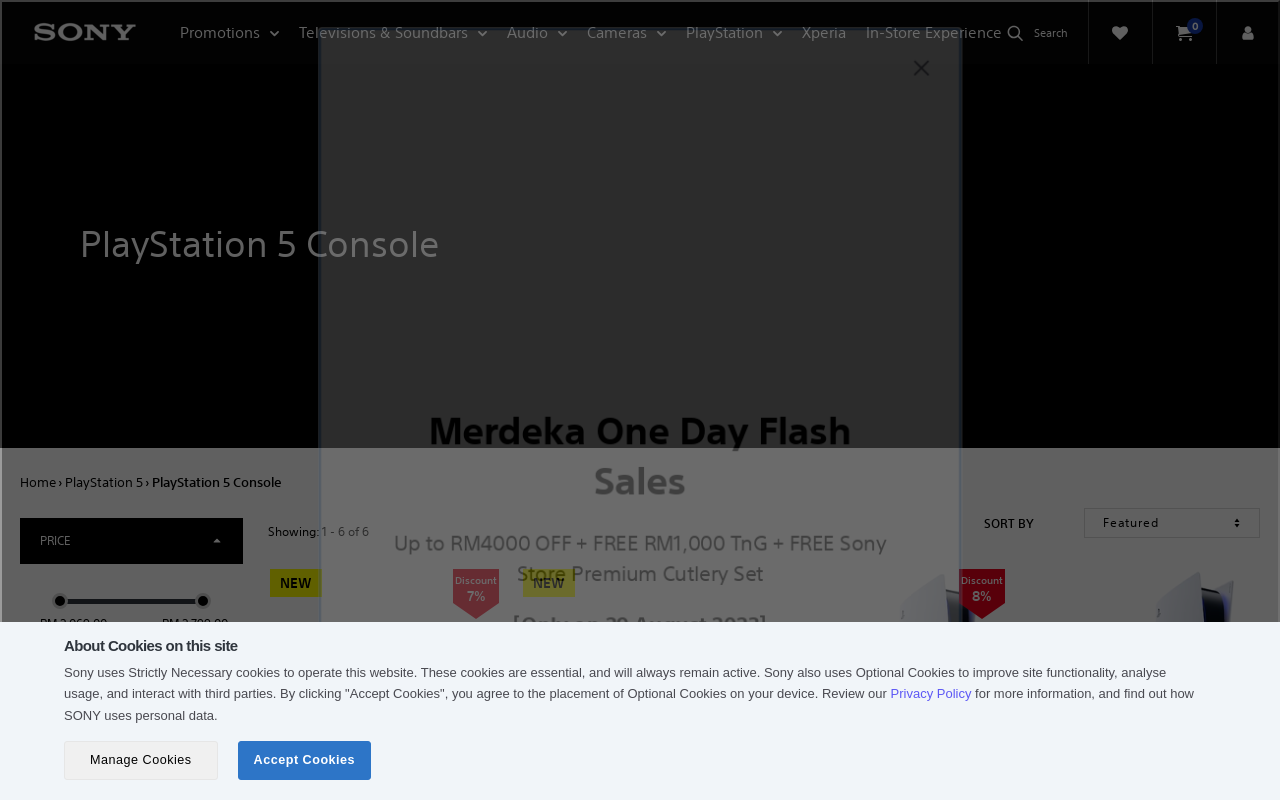 SONY
Promotions
Televisions & Soundbars
Audio
Cameras
PlayStation
Xperia
In-Store Experience
Search
0
PlayStation 5 Console
Merdeka One Day Flash
Sales
Up to RM4000 OFF + FREE RM1,000 TnG + FREE Sony
Store Premium Cutlery Set
Home › PlayStation 5 › PlayStation 5 Console
PRICE
Showing: 1 - 6 of 6
SORT BY
Featured
NEW
Discount
7%
NEW
Discount
8%
About Cookies on this site
Sony uses Strictly Necessary cookies to operate this website. These cookies are essential, and will always remain active. Sony also uses Optional Cookies to improve site functionality, analyse
usage, and interact with third parties. By clicking "Accept Cookies", you agree to the placement of Optional Cookies on your device. Review our Privacy Policy for more information, and find out how
SONY uses personal data.
Manage Cookies
Accept Cookies